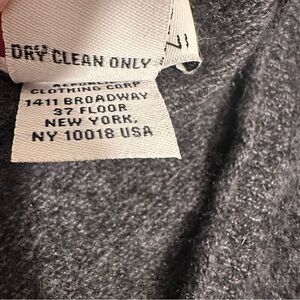 DRY CLEAN ONLY
CLOTHING CORP
1411 BROADWAY
37 FLOOR
NEW YORK,
NY 10018 USA